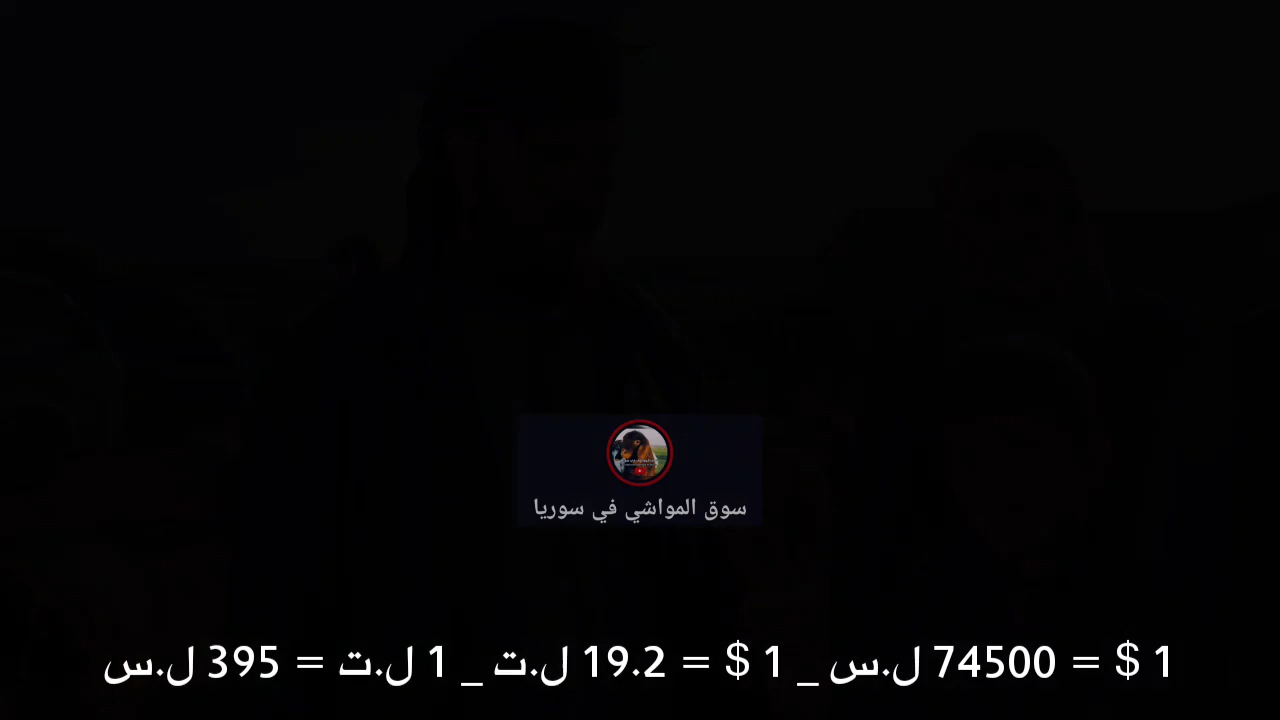 سوق المواشي في سوريا
1 $ = 74500 ل.س _ 1 $ = 19.2 ل.ت _ 1 ل.ت = 395 ل.س